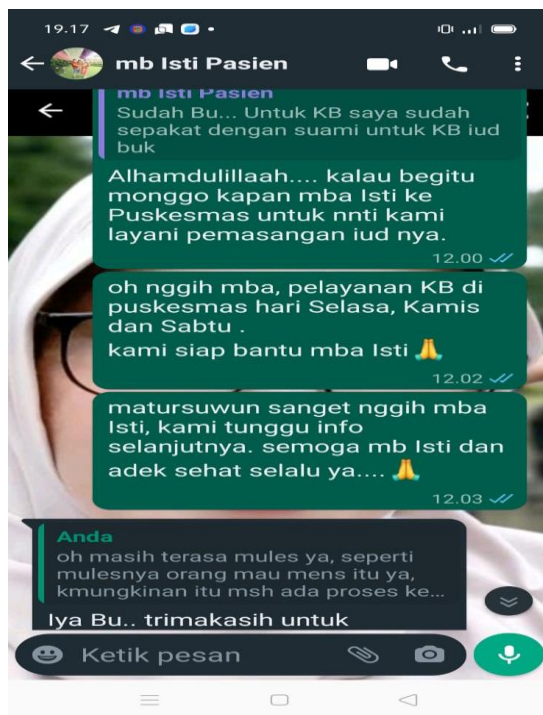 19.17
mb Isti Pasien
mb Isti Pasien
Sudah Bu... Untuk KB saya sudah
sepakat dengan suami untuk KB iud
buk
Alhamdulillaah.... kalau begitu
monggo kapan mba Isti ke
Puskesmas untuk nnti kami
layani pemasangan iud nya.
12.00
oh nggih mba, pelayanan KB di
puskesmas hari Selasa, Kamis
dan Sabtu .
kami siap bantu mba Isti 🙏
12.02
matursuwun sanget nggih mba
Isti, kami tunggu info
selanjutnya. semoga mb Isti dan
adek sehat selalu ya.... 🙏
12.03
Anda
oh masih terasa mules ya, seperti
mulesnya orang mau mens itu ya,
kmungkinan itu msh ada proses ke...
Iya Bu.. trimakasih untuk
Ketik pesan